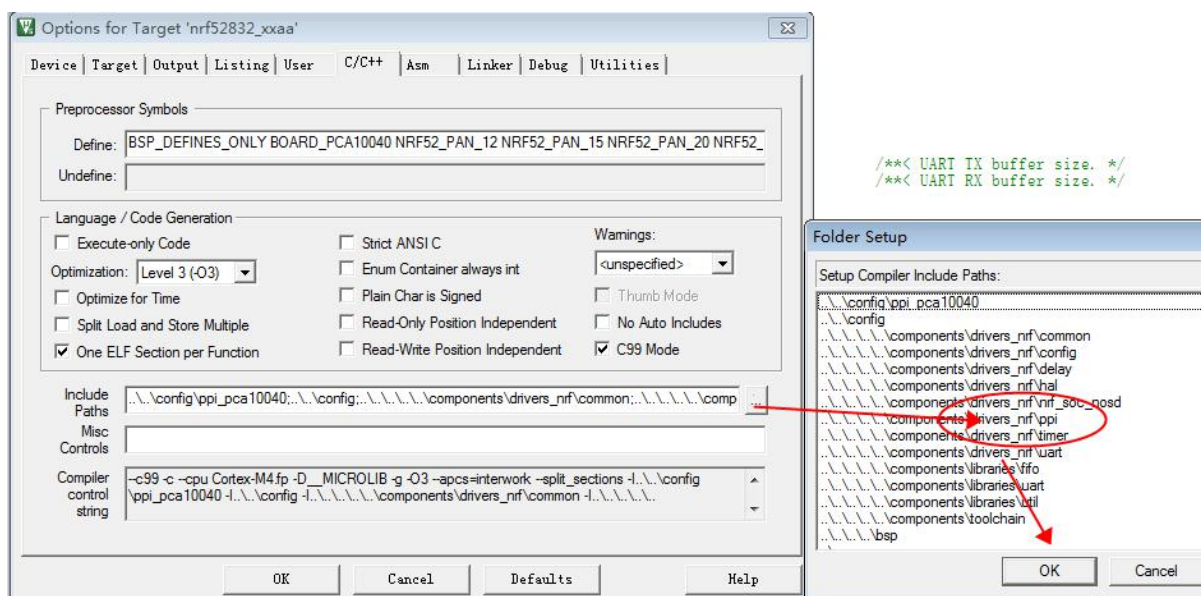 Options for Target 'nrf52832_xxaa'
Device | Target | Output | Listing | User | C/C++ | Asm | Linker | Debug | Utilities
Preprocessor Symbols
Define: BSP_DEFINES_ONLY BOARD_PCA10040 NRF52_PAN_12 NRF52_PAN_15 NRF52_PAN_20 NRF52_
Undefine:
Language / Code Generation
Execute-only Code
Strict ANSI C
Warnings:
Optimization: Level 3 (-O3)
Enum Container always int
<unspecified>
Optimize for Time
Plain Char is Signed
Thumb Mode
Split Load and Store Multiple
Read-Only Position Independent
No Auto Includes
One ELF Section per Function
Read-Write Position Independent
C99 Mode
Include Paths
..\..\config\ppi_pca10040;..\..\config;..\..\..\..\..\components\drivers_nrf\common;..\..\..\..\..\comp
...
Misc Controls
Compiler control string
--c99 -c --cpu Cortex-M4.fp -D__MICROLIB -g -O3 --apcs=interwork --split_sections -I..\..\config
\ppi_pca10040 -I..\..\config -I..\..\..\..\..\components\drivers_nrf\common -I..\..\..\..\..
OK
Cancel
Defaults
Help
/**< UART TX buffer size. */
/**< UART RX buffer size. */
Folder Setup
Setup Compiler Include Paths:
..\..\config\ppi_pca10040
..\..\config
..\..\..\..\..\components\drivers_nrf\common
..\..\..\..\..\components\drivers_nrf\config
..\..\..\..\..\components\drivers_nrf\delay
..\..\..\..\..\components\drivers_nrf\hal
..\..\..\..\..\components\drivers_nrf\nrf_soc_nosd
..\..\..\..\..\components\drivers_nrf\ppi
..\..\..\..\..\components\drivers_nrf\timer
..\..\..\..\..\components\drivers_nrf\uart
..\..\..\..\..\components\libraries\fifo
..\..\..\..\..\components\libraries\uart
..\..\..\..\..\components\libraries\util
..\..\..\..\..\components\toolchain
..\..\..\..\bsp
OK
Cancel